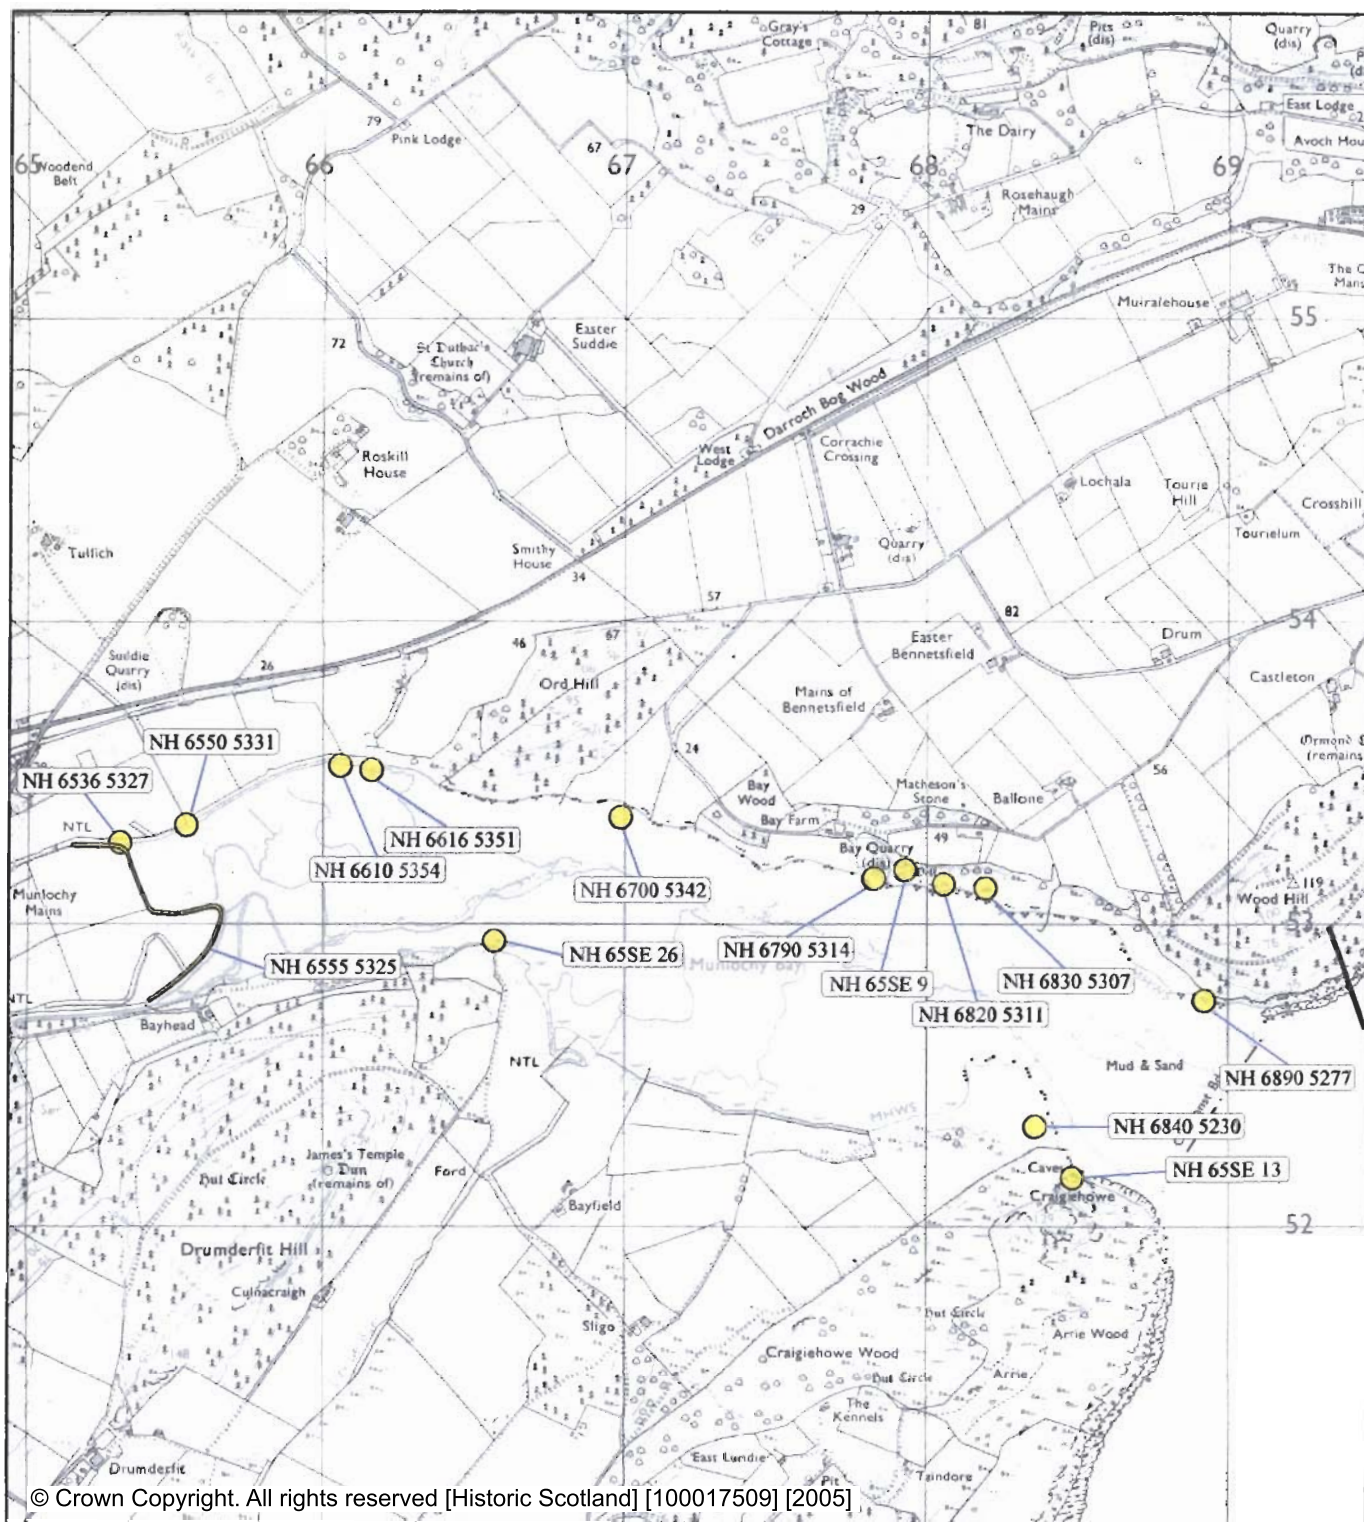 Gray's
Cottage
81
Pits
(dis)
Quarry
(dis)
79
Pink Lodge
67
The Dairy
East Lodge
Avoch Hou
65
Woodend
Belt
66
67
68
69
29
Rosehaugh
Mains
Muiralehouse
55
72
St Duthac's
Church
(remains of)
Easter
Suddie
Darroch Bog Wood
West
Lodge
Corrachie
Crossing
Roskill
House
Lochala
Tourie
Hill
Crosshill
Tourielum
Tullich
Smithy
House
34
Quarry
(dis)
57
82
54
46
67
Suddie
Quarry
(dis)
26
Ord Hill
Easter
Bennetsfield
Drum
Castleton
Mains of
Bennetsfield
24
NH 6550 5331
NH 6536 5327
Ormond
(remains
56
Bay
Wood
Matheson's
Stone
Ballone
Bay Farm
NTL
49
NH 6616 5351
NH 6610 5354
Bay Quarry
(dis)
NH 6700 5342
119
Wood Hill
Munlochy
Mains
53
NH 6790 5314
NH 65SE 26
NH 6555 5325
Munlochy Bay
NH 65SE 9
NH 6830 5307
NH 6820 5311
NTL
Bayhead
NTL
Mud & Sand
NH 6890 5277
MHWS
NH 6840 5230
James's Temple
Dun
(remains of)
Hut Circle
Ford
Caves
NH 65SE 13
Craigiehowe
Bayfield
52
Drumderfit Hill
Culnacraigh
Sligo
Hut Circle
Arrie Wood
Craigiehowe Wood
Hut Circle
Arrie
The
Kennels
East Lundie
Drumderfit
Pit
Taindore
© Crown Copyright. All rights reserved [Historic Scotland] [100017509] [2005]